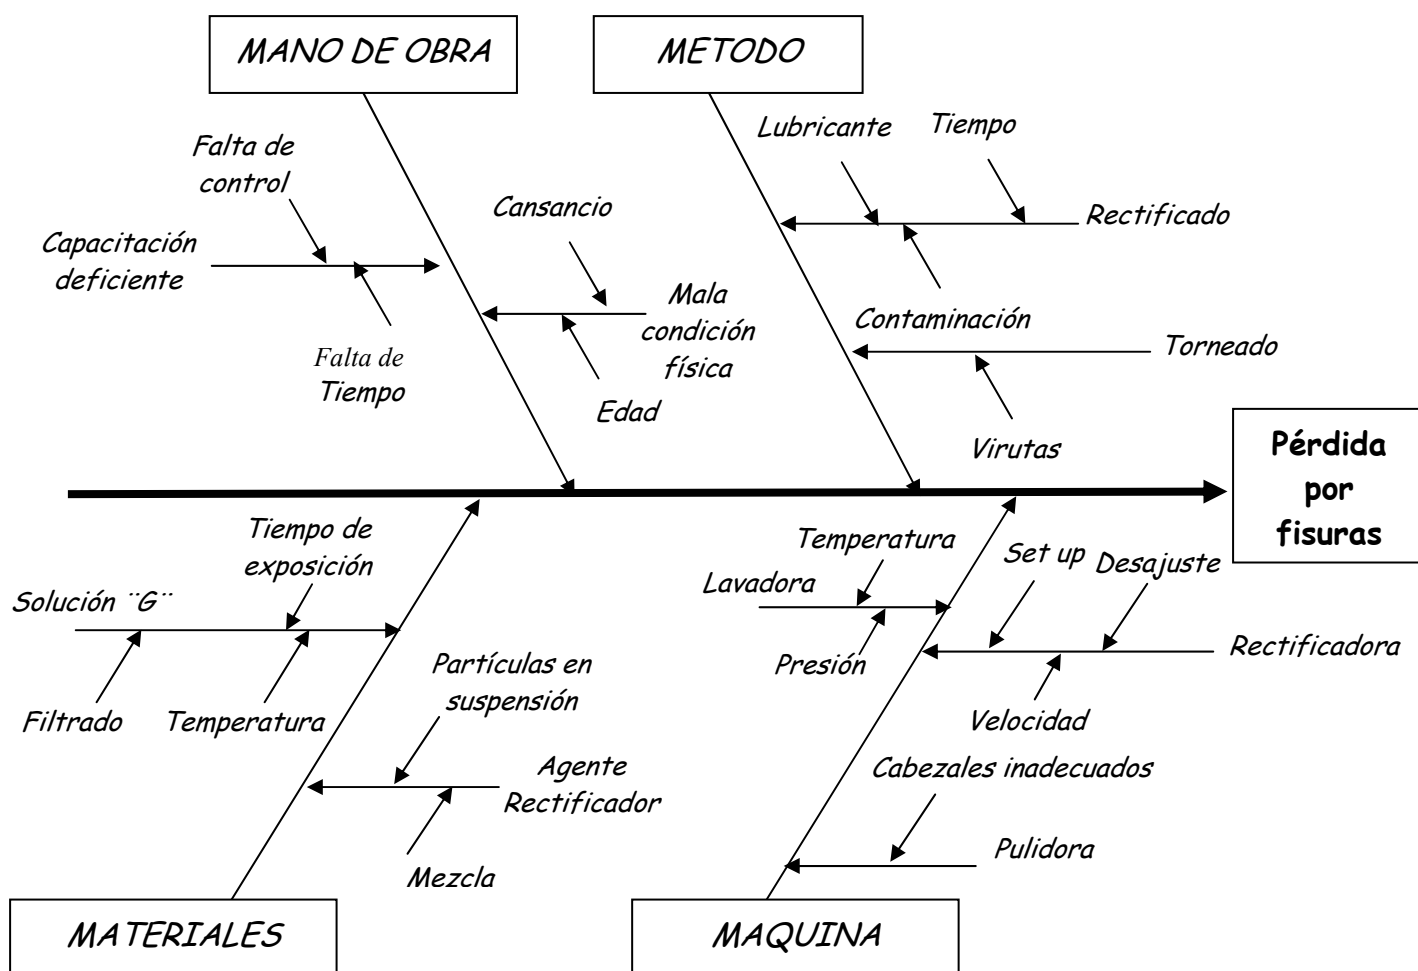 MANO DE OBRA
METODO
Lubricante
Tiempo
Falta de
control
Cansancio
Rectificado
Capacitación
deficiente
Mala
condición
física
Contaminación
Torneado
Falta de
Tiempo
Edad
Virutas
Pérdida
por
fisuras
Tiempo de
exposición
Temperatura
Set up
Desajuste
Solución ¨G¨
Lavadora
Rectificadora
Partículas en
suspensión
Presión
Filtrado
Temperatura
Velocidad
Cabezales inadecuados
Agente
Rectificador
Pulidora
Mezcla
MATERIALES
MAQUINA